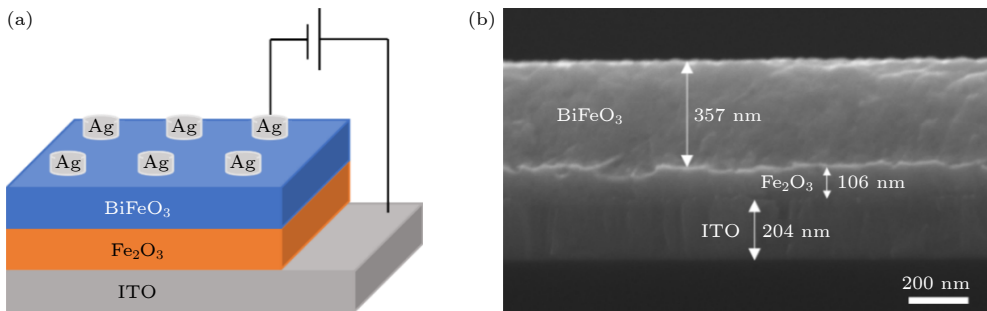 (a)
Ag Ag Ag
Ag Ag Ag
BiFeO₃
Fe₂O₃
ITO
(b)
BiFeO₃ 357 nm
Fe₂O₃ 106 nm
ITO 204 nm
200 nm